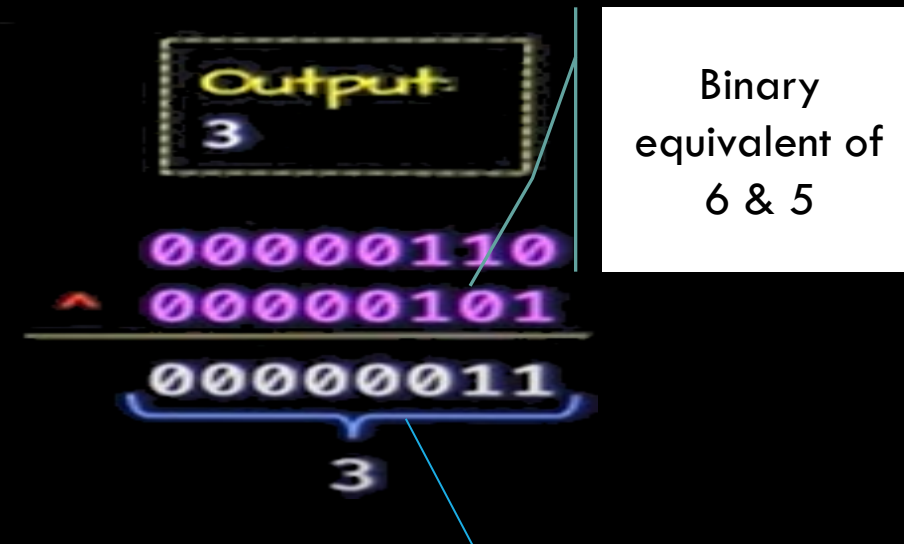 Output
3
Binary
equivalent of
6 & 5
00000110
^ 00000101
00000011
3